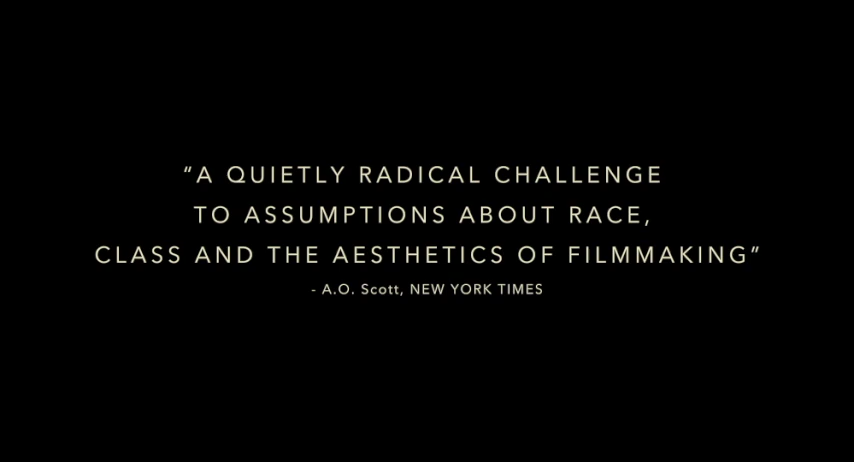 “A QUIETLY RADICAL CHALLENGE
TO ASSUMPTIONS ABOUT RACE,
CLASS AND THE AESTHETICS OF FILMMAKING”
- A.O. Scott, NEW YORK TIMES